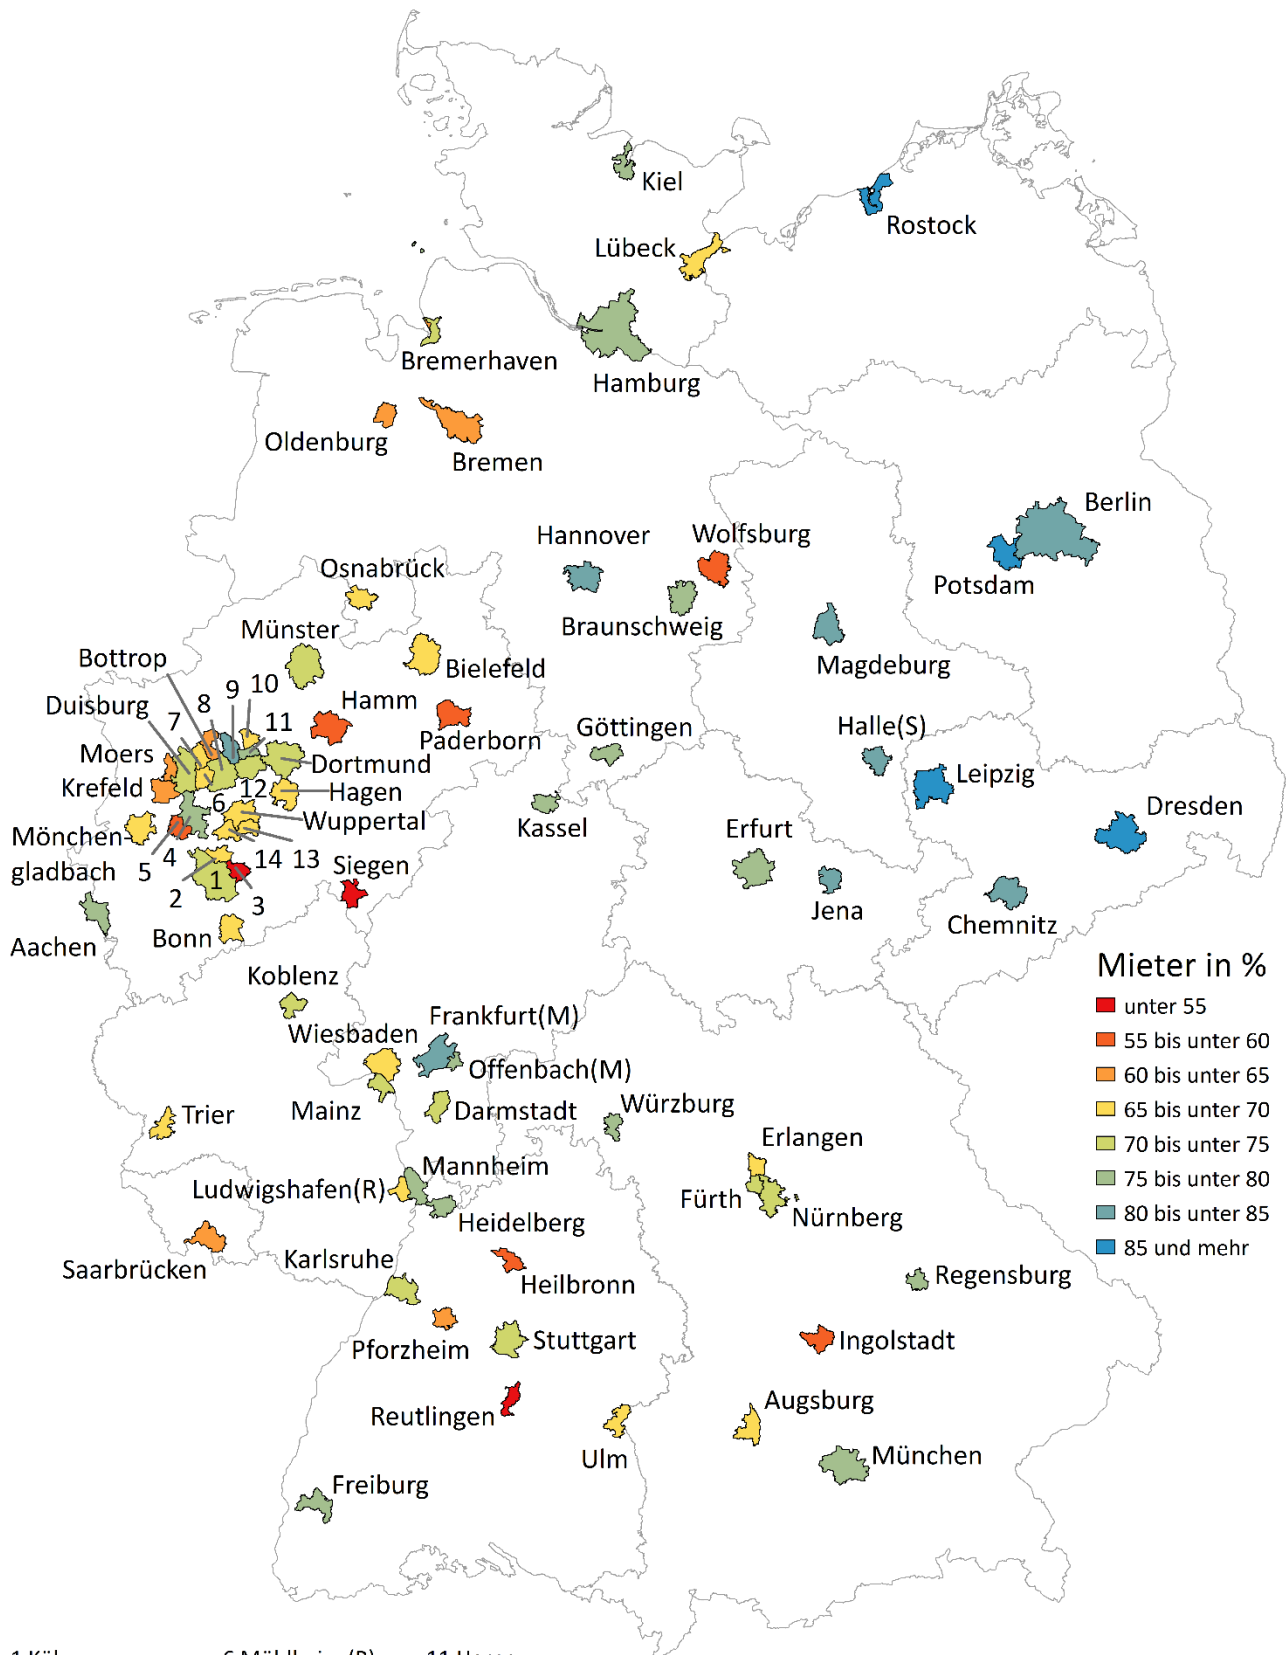 Kiel
Rostock
Lübeck
Bremerhaven
Hamburg
Oldenburg
Bremen
Berlin
Hannover
Wolfsburg
Potsdam
Osnabrück
Braunschweig
Münster
Magdeburg
Bottrop
Bielefeld
10
9
8
Duisburg
7
11
Hamm
Göttingen
Halle(S)
Moers
Paderborn
Dortmund
Leipzig
Krefeld
12
Hagen
6
Wuppertal
Kassel
Dresden
Erfurt
Mönchen
gladbach
5
4
14
13
Siegen
2
1
3
Jena
Chemnitz
Aachen
Bonn
Koblenz
Mieter in %
unter 55
55 bis unter 60
60 bis unter 65
65 bis unter 70
70 bis unter 75
75 bis unter 80
80 bis unter 85
85 und mehr
Wiesbaden
Frankfurt(M)
Offenbach(M)
Mainz
Darmstadt
Würzburg
Trier
Erlangen
Mannheim
Ludwigshafen(R)
Fürth
Nürnberg
Heidelberg
Saarbrücken
Karlsruhe
Heilbronn
Regensburg
Pforzheim
Stuttgart
Ingolstadt
Reutlingen
Augsburg
Ulm
München
Freiburg